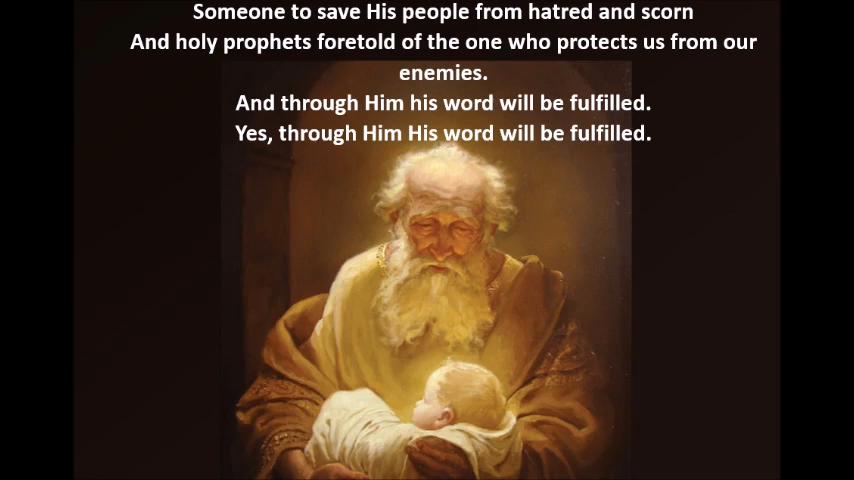 Someone to save His people from hatred and scorn
And holy prophets foretold of the one who protects us from our
enemies.
And through Him his word will be fulfilled.
Yes, through Him His word will be fulfilled.